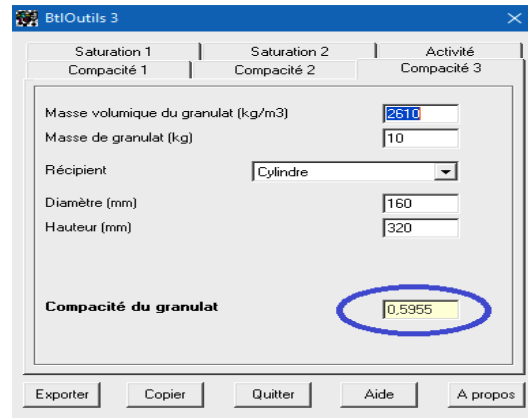 BtlOutils 3
Saturation 1 Saturation 2 Activité
Compacité 1 Compacité 2 Compacité 3
Masse volumique du granulat (kg/m3) 2610
Masse de granulat (kg) 10
Récipient Cylindre
Diamètre (mm) 160
Hauteur (mm) 320
Compacité du granulat 0,5955
Exporter Copier Quitter Aide A propos